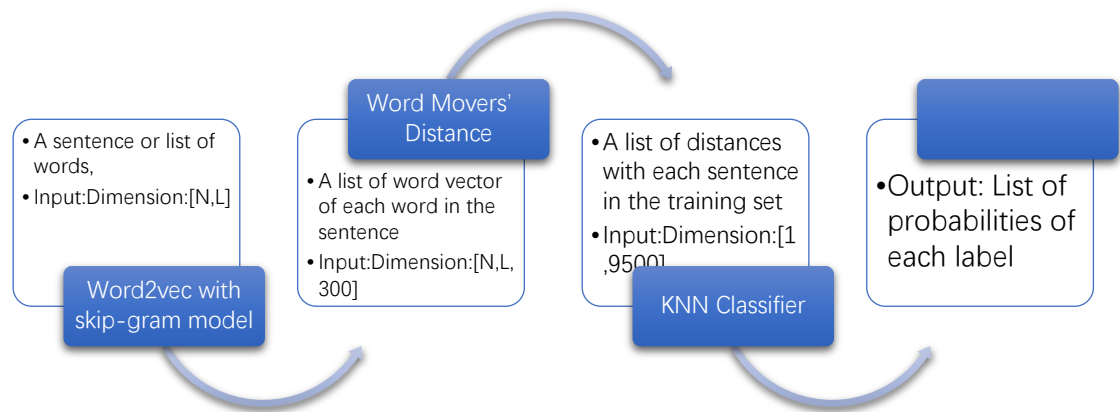 • A sentence or list of
words,
• Input:Dimension:[N,L]
Word2vec with
skip-gram model
Word Movers'
Distance
• A list of word vector
of each word in the
sentence
• Input:Dimension:[N,L,
300]
• A list of distances
with each sentence
in the training set
• Input:Dimension:[1
,9500]
KNN Classifier
• Output: List of
probabilities of
each label